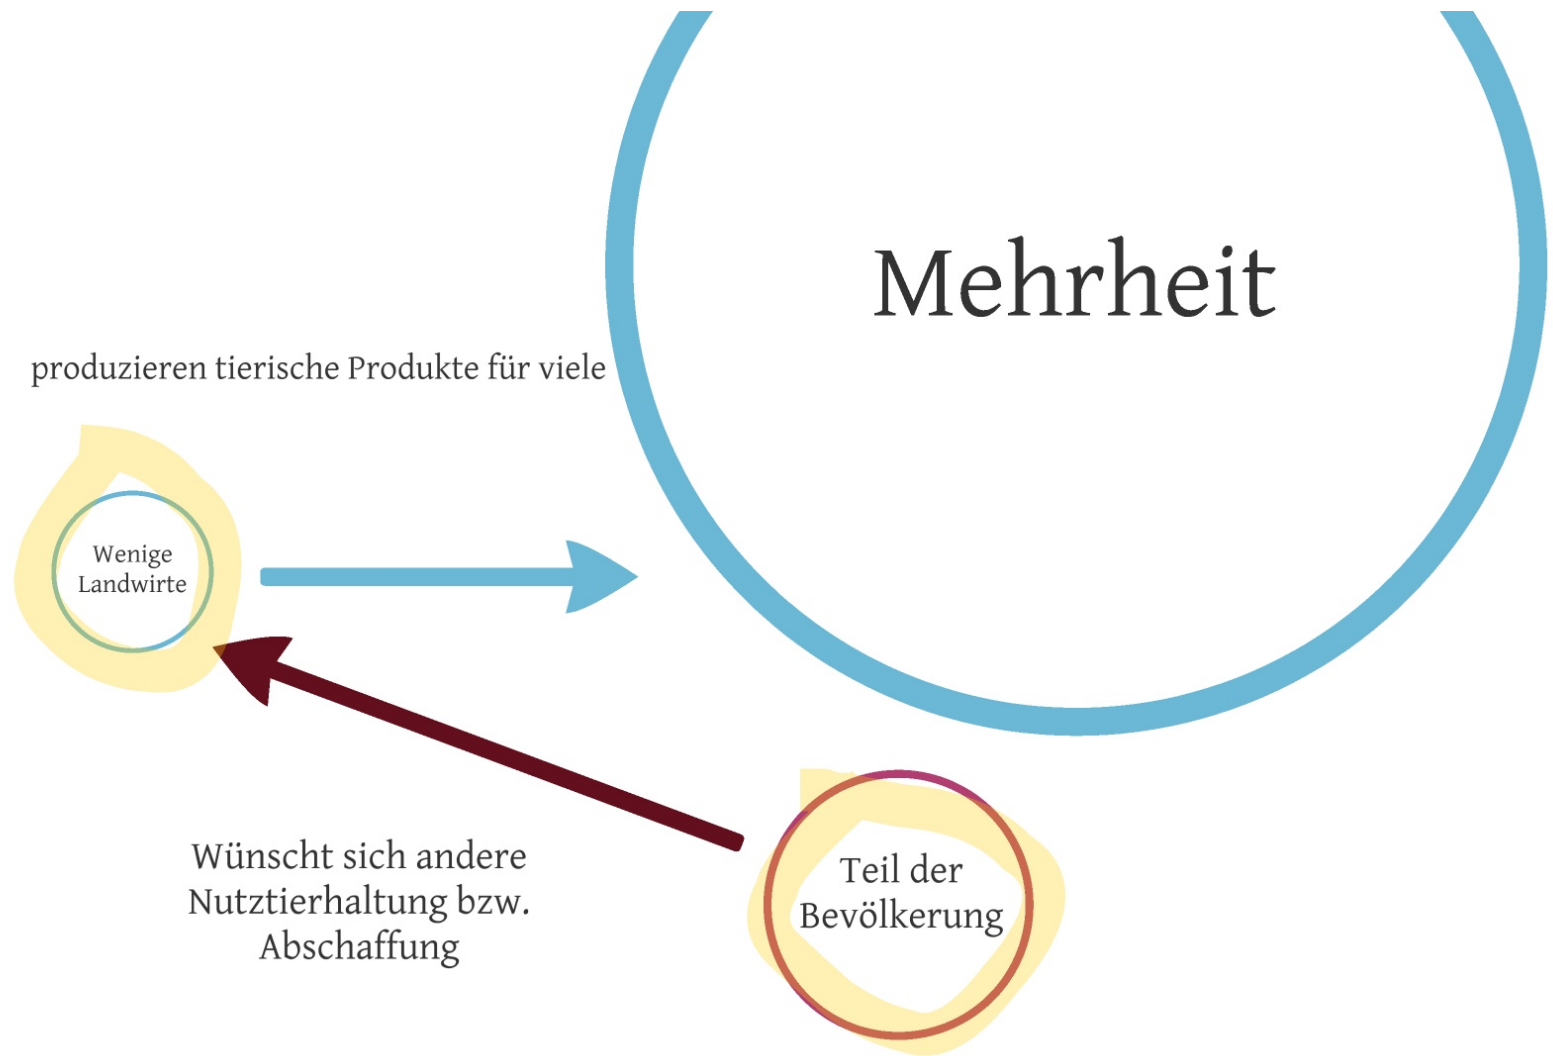 Mehrheit
produzieren tierische Produkte für viele
Wenige
Landwirte
Wünscht sich andere
Nutztierhaltung bzw.
Abschaffung
Teil der
Bevölkerung